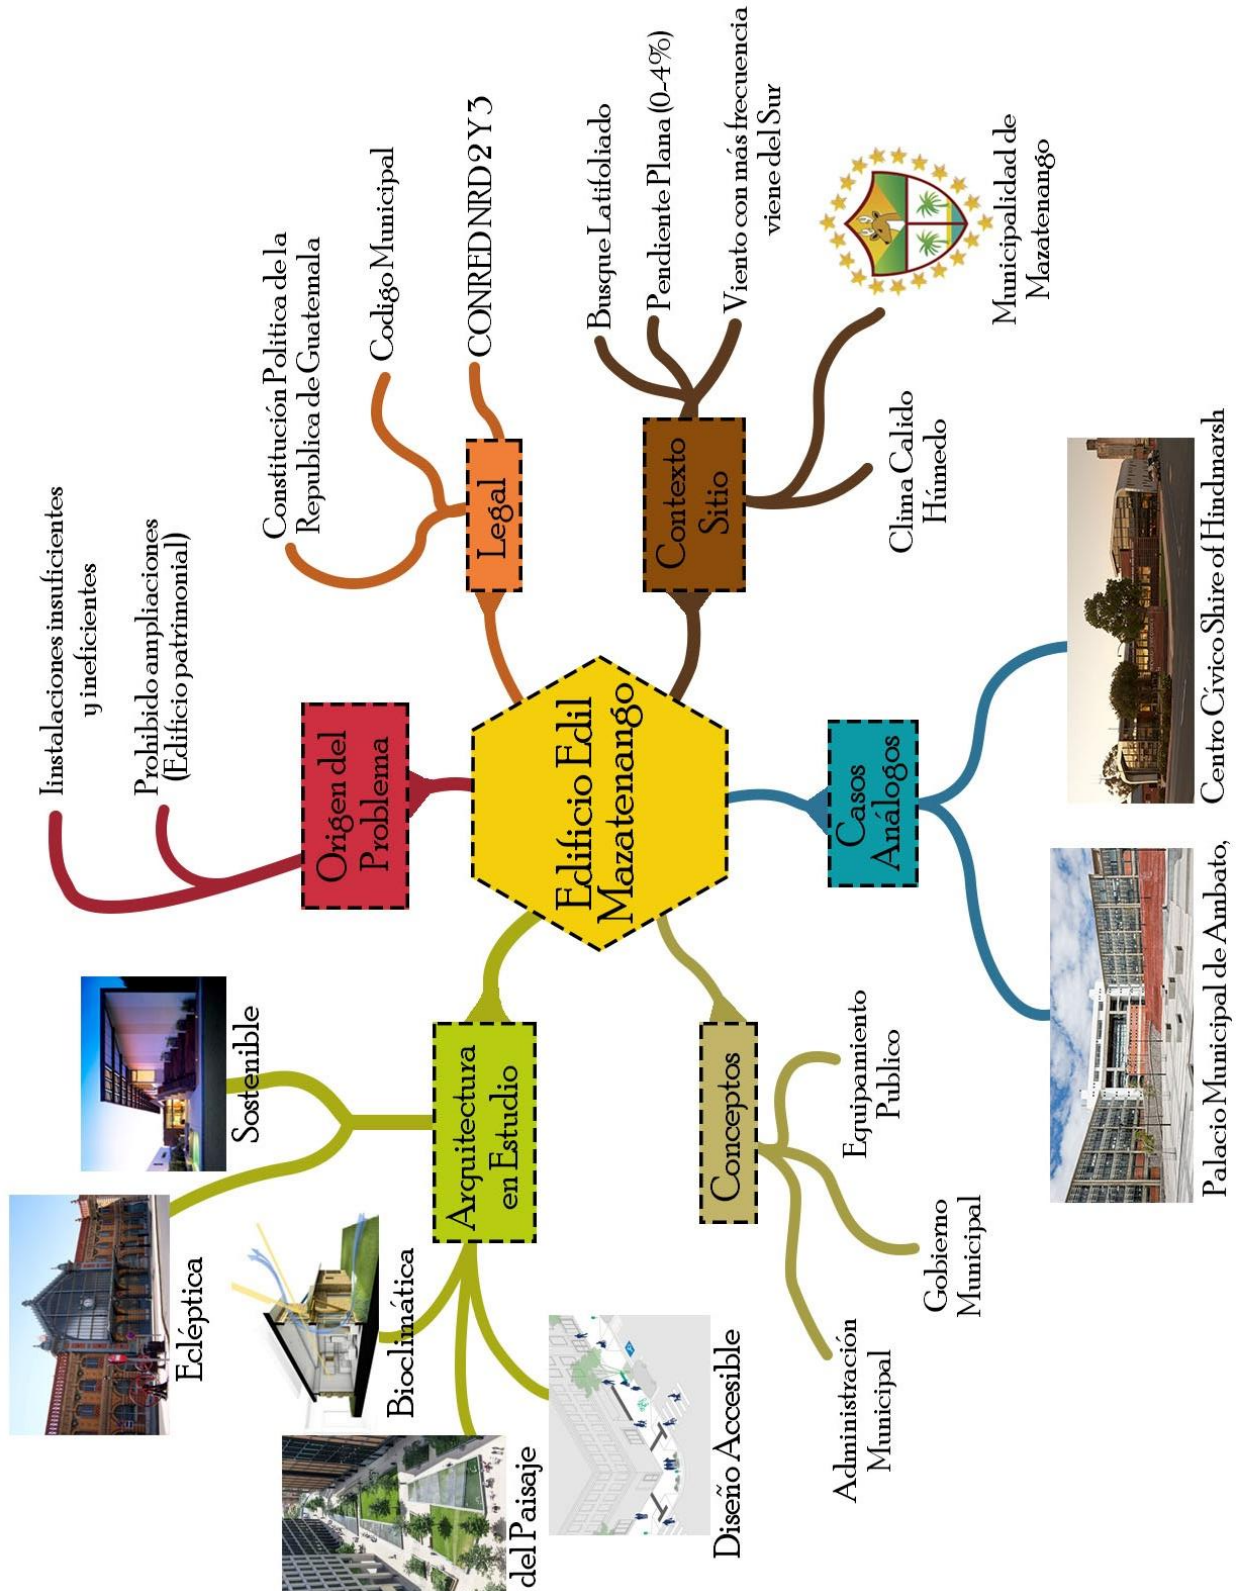 Iinstalaciones insuficientes
y ineficientes
Prohibido ampliaciones
(Edificio patrimonial)
Ecléptica
Sostenible
Bioclimática
del Paisaje
Diseño Accesible
Arquitectura
en Estudio
Origen del
Problema
Constitución Politica de la
Republica de Guatemala
Codigo Municipal
CONRED NRD 2 Y 3
Legal
Edificio Edil
Mazatenango
Busque Latifoliado
Pendiente Plana (0-4%)
Viento con más frecuencia
viene del Sur
Contexto
Sitio
Clima Calido
Húmedo
Municipalidad de
Mazatenango
Conceptos
Equipamiento
Publico
Gobierno
Municipal
Administración
Municipal
Casos
Análogos
Palacio Municipal de Ambato,
Centro Cívico Shire of Hindmarsh